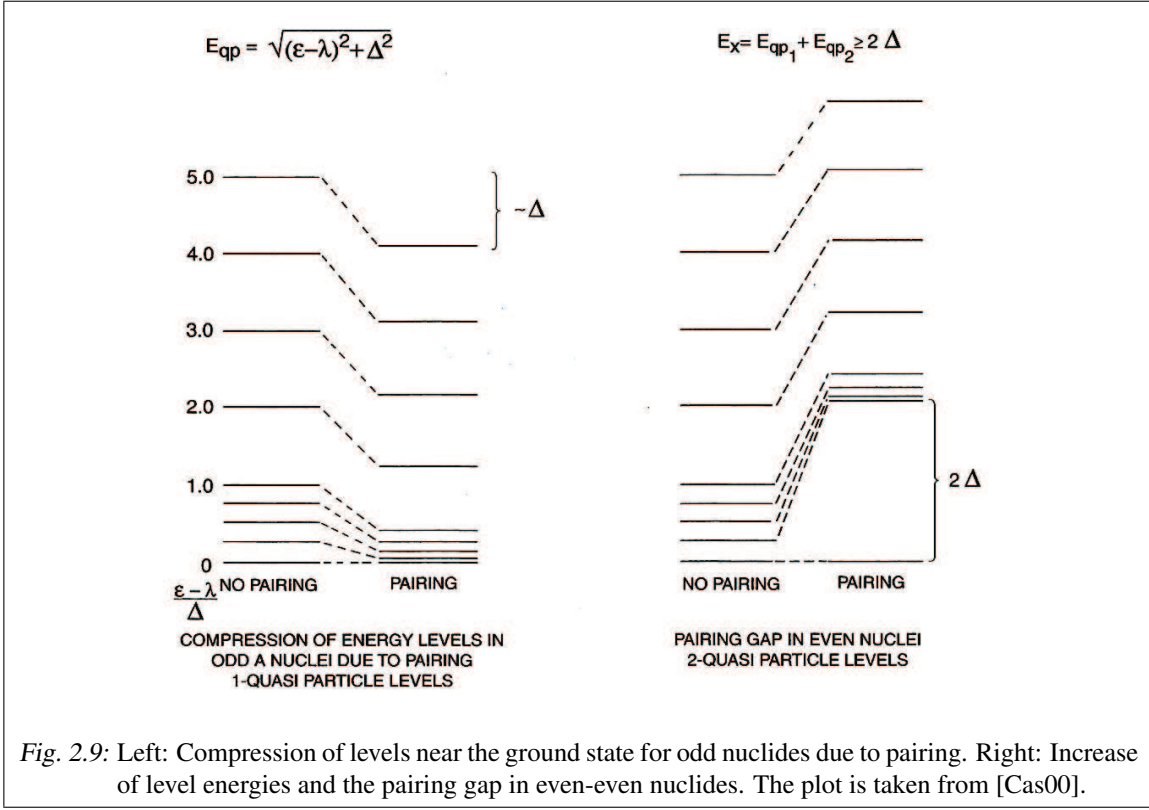 E_qp = √(ε−λ)² + Δ²
E_x = E_qp₁ + E_qp₂ ≥ 2 Δ
5.0
4.0
3.0
2.0
1.0
0
~Δ
ε − λ
Δ
NO PAIRING
PAIRING
COMPRESSION OF ENERGY LEVELS IN
ODD A NUCLEI DUE TO PAIRING
1-QUASI PARTICLE LEVELS
2 Δ
NO PAIRING
PAIRING
PAIRING GAP IN EVEN NUCLEI
2-QUASI PARTICLE LEVELS
Fig. 2.9: Left: Compression of levels near the ground state for odd nuclides due to pairing. Right: Increase
of level energies and the pairing gap in even-even nuclides. The plot is taken from [Cas00].